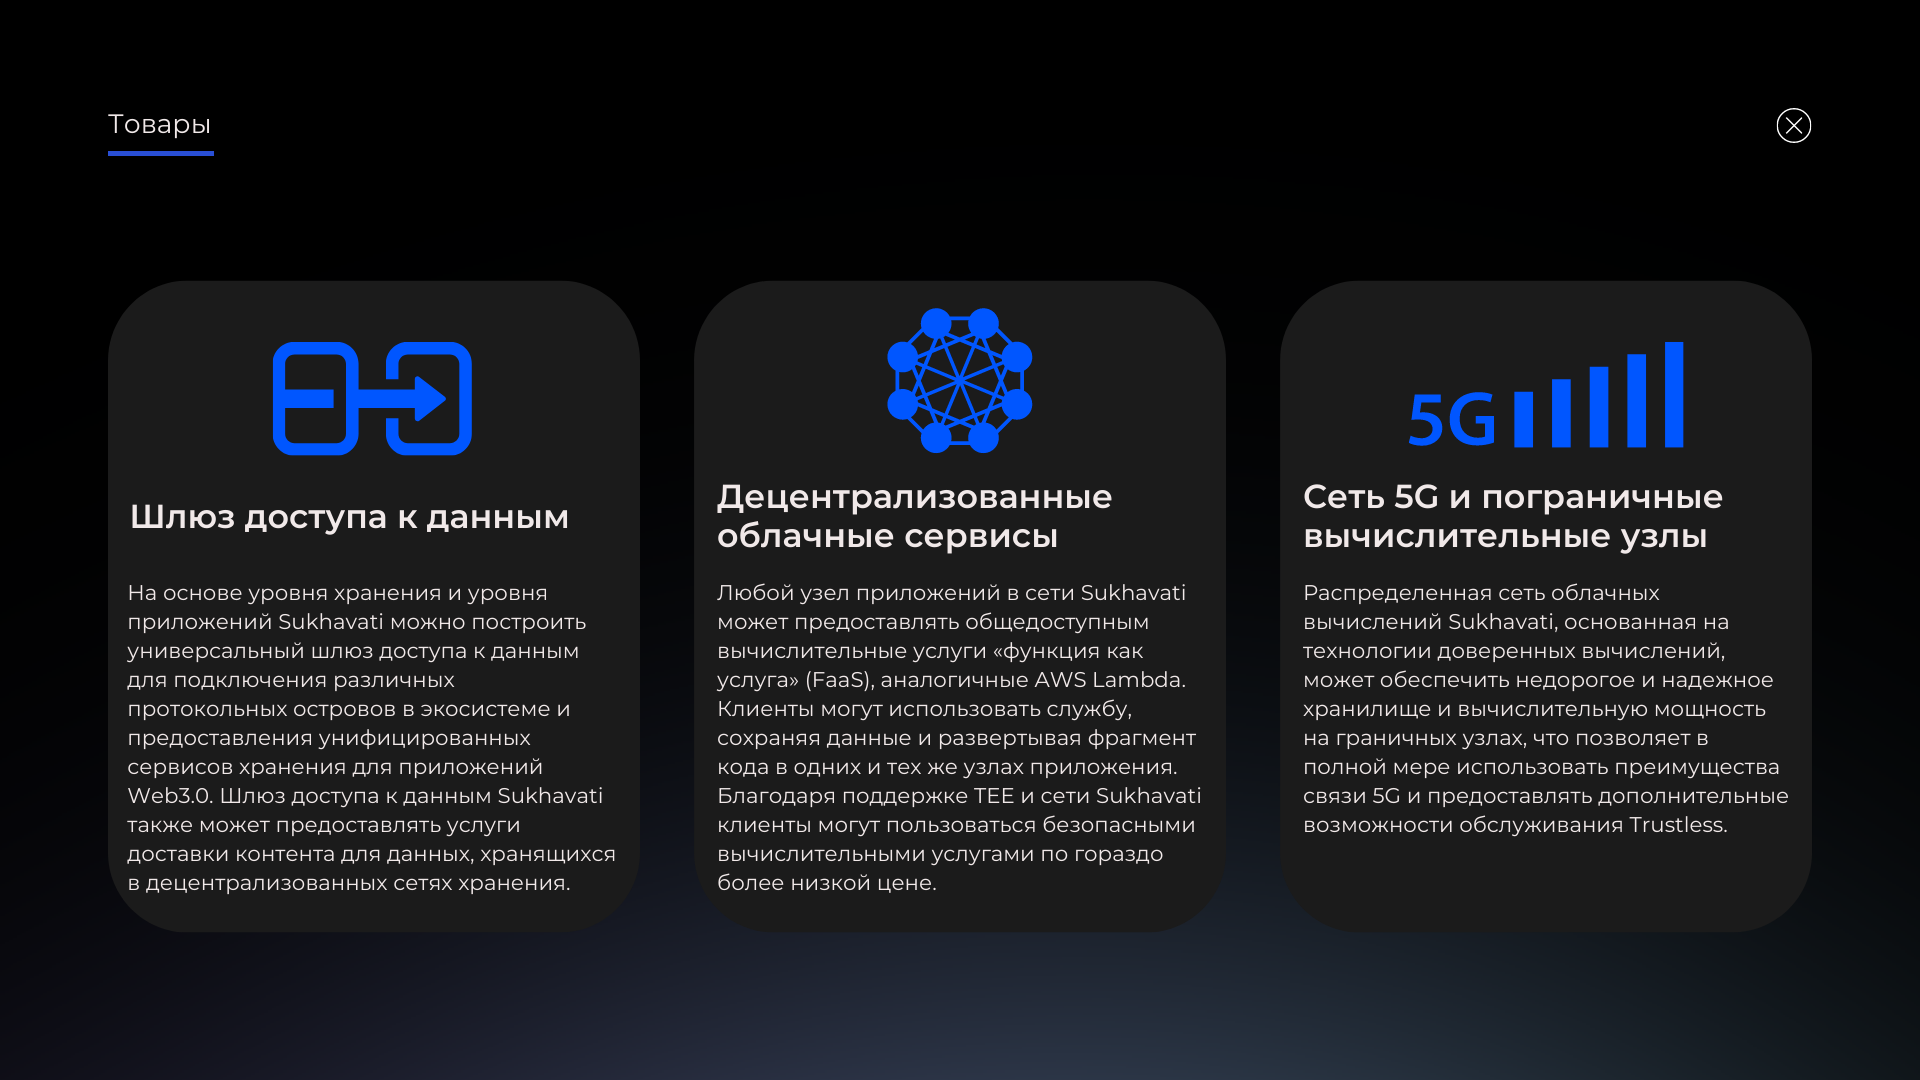 Товары
Шлюз доступа к данным
На основе уровня хранения и уровня
приложений Sukhavati можно построить
универсальный шлюз доступа к данным
для подключения различных
протокольных островов в экосистеме и
предоставления унифицированных
сервисов хранения для приложений
Web3.0. Шлюз доступа к данным Sukhavati
также может предоставлять услуги
доставки контента для данных, хранящихся
в децентрализованных сетях хранения.
Децентрализованные
облачные сервисы
Любой узел приложений в сети Sukhavati
может предоставлять общедоступным
вычислительные услуги «функция как
услуга» (FaaS), аналогичные AWS Lambda.
Клиенты могут использовать службу,
сохраняя данные и развертывая фрагмент
кода в одних и тех же узлах приложения.
Благодаря поддержке TEE и сети Sukhavati
клиенты могут пользоваться безопасными
вычислительными услугами по гораздо
более низкой цене.
5G
Сеть 5G и пограничные
вычислительные узлы
Распределенная сеть облачных
вычислений Sukhavati, основанная на
технологии доверенных вычислений,
может обеспечить недорогое и надежное
хранилище и вычислительную мощность
на граничных узлах, что позволяет в
полной мере использовать преимущества
связи 5G и предоставлять дополнительные
возможности обслуживания Trustless.